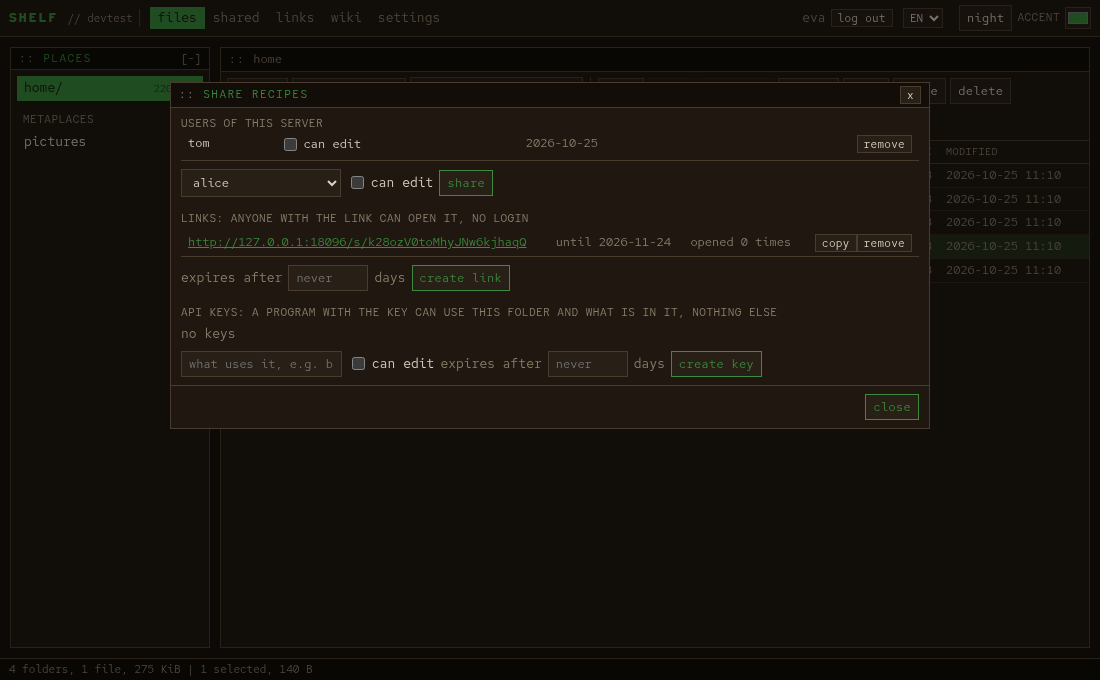 SHELF // devtest files shared links wiki settings eva log out EN night ACCENT
:: PLACES [-]
:: home
home/
delete
METAPLACES
pictures
MODIFIED
2026-10-25 11:10
2026-10-25 11:10
2026-10-25 11:10
2026-10-25 11:10
2026-10-25 11:10
:: SHARE RECIPES x
USERS OF THIS SERVER
tom can edit 2026-10-25 remove
alice can edit share
LINKS: ANYONE WITH THE LINK CAN OPEN IT, NO LOGIN
http://127.0.0.1:18096/s/k28ozV0toMhyJNw6kjhaqQ until 2026-11-24 opened 0 times copy remove
expires after never days create link
API KEYS: A PROGRAM WITH THE KEY CAN USE THIS FOLDER AND WHAT IS IN IT, NOTHING ELSE
no keys
what uses it, e.g. b can edit expires after never days create key
close
4 folders, 1 file, 275 KiB | 1 selected, 140 B